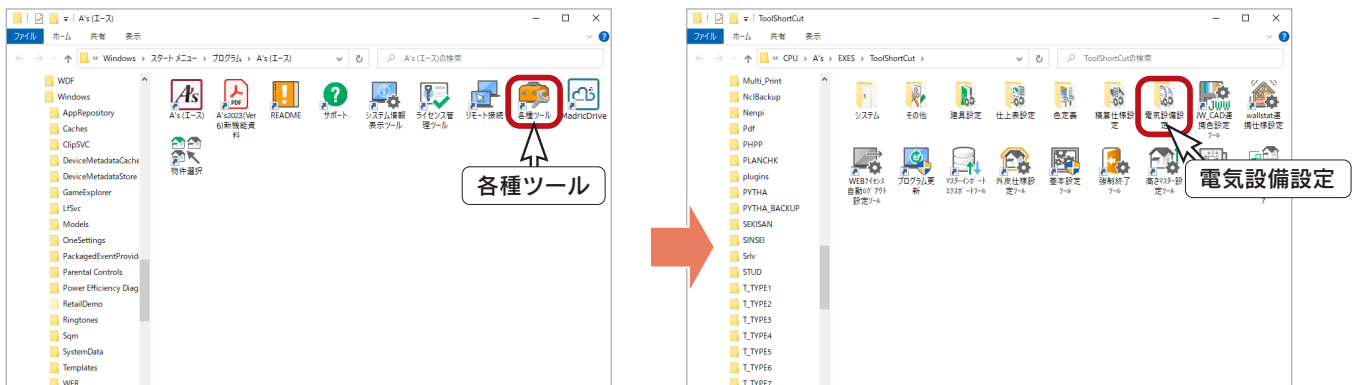 A's (エース)
ファイル ホーム 共有 表示
« Windows › スタート メニュー › プログラム › A's (エース)
A's (エース)の検索
WDF
Windows
AppRepository
Caches
ClipSVC
DeviceMetadataCache
DeviceMetadataStore
GameExplorer
LfSvc
Models
OneSettings
PackagedEventProvid
Parental Controls
Power Efficiency Diag
RetailDemo
Ringtones
Sqm
SystemData
Templates
WER
A's (エース)
A's2023(Ver
6)新機能資
料
README
サポート
システム情報
表示ツール
ライセンス管
理ツール
リモート接続
各種ツール
MadricDrive
物件選択
各種ツール
ToolShortCut
ファイル ホーム 共有 表示
« CPU › A's › EXES › ToolShortCut ›
ToolShortCutの検索
Multi_Print
NclBackup
Nenpi
Pdf
PHPP
PLANCHK
plugins
PYTHA
PYTHA_BACKUP
SEKISAN
SINSEI
Srlv
STUD
T_TYPE1
T_TYPE2
T_TYPE3
T_TYPE4
T_TYPE5
T_TYPE6
T_TYPE7
システム
その他
建具設定
仕上表設定
色定義
積算仕様設
定
電気設備設
定
JW_CAD連
携色設定
ツール
wallstat連
携仕様設定
WEBライセンス
自動ログアウト
設定ツール
プログラム更
新
マスターインポート
エクスポートツール
外皮仕様設
定ツール
基本設定
ツール
強制終了
ツール
高さマスター設
定ツール
電気設備設定